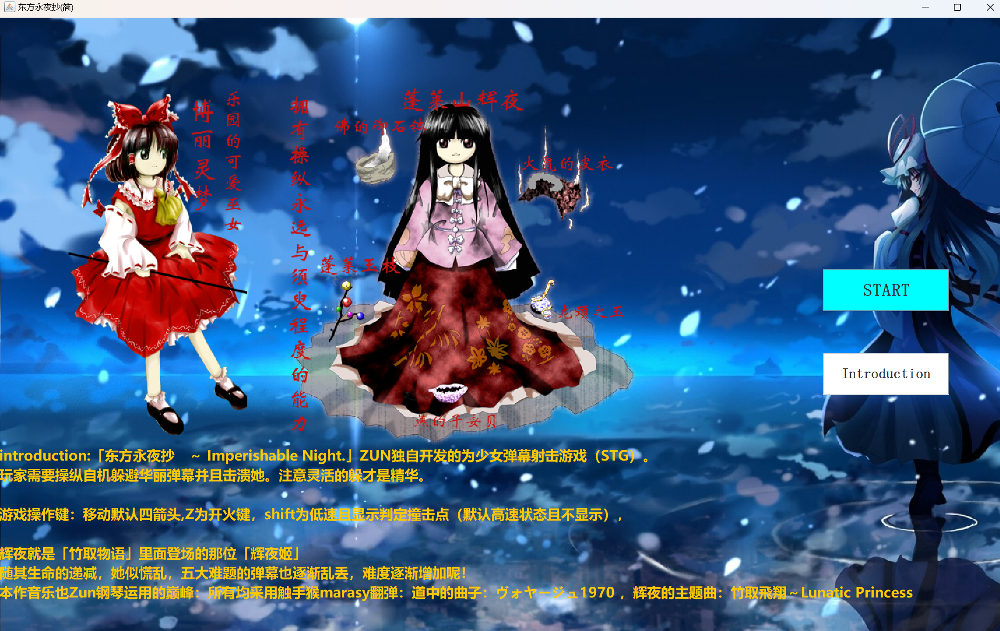 东方永夜抄(简)
博丽灵梦
乐园的可爱巫女
拥有操纵永远与须臾程度的能力
蓬莱山辉夜
佛的御石钵
火鼠的皮衣
蓬莱玉枝
龙颈之玉
燕的子安贝
START
Introduction
introduction:「东方永夜抄　~ Imperishable Night.」ZUN独自开发的为少女弹幕射击游戏（STG）。
玩家需要操纵自机躲避华丽弹幕并且击溃她。注意灵活的躲才是精华。
游戏操作键：移动默认四箭头,Z为开火键，shift为低速且显示判定撞击点（默认高速状态且不显示），
辉夜就是「竹取物语」里面登场的那位「辉夜姬」
随其生命的递减，她似慌乱，五大难题的弹幕也逐渐乱丢，难度逐渐增加呢！
本作音乐也Zun钢琴运用的巅峰：所有均采用触手猴marasy翻弹：道中的曲子：ヴォヤージュ1970 ，辉夜的主题曲：竹取飛翔～Lunatic Princess